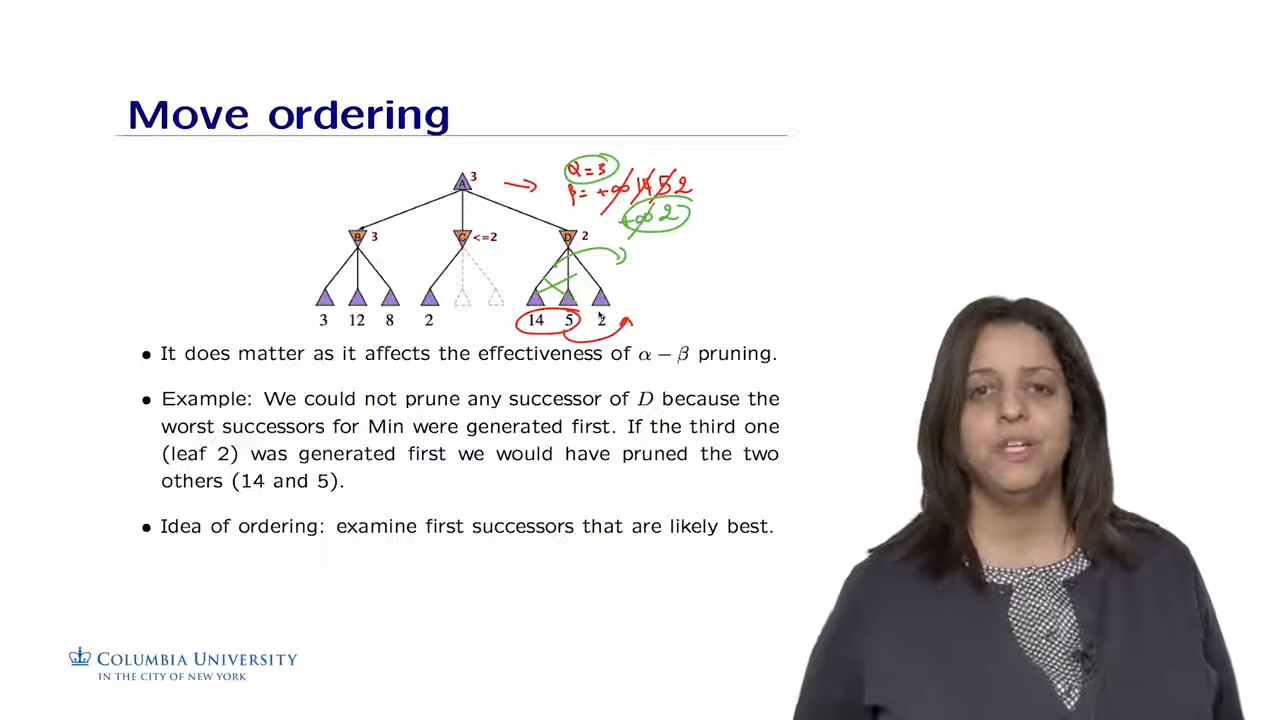 Move ordering
A 3
α = 3
β = +∞ 14 5 2
+∞ 2
B 3 C <=2 D 2
3 12 8 2 14 5 2
• It does matter as it affects the effectiveness of α − β pruning.
• Example: We could not prune any successor of D because the
worst successors for Min were generated first. If the third one
(leaf 2) was generated first we would have pruned the two
others (14 and 5).
• Idea of ordering: examine first successors that are likely best.
COLUMBIA UNIVERSITY
IN THE CITY OF NEW YORK